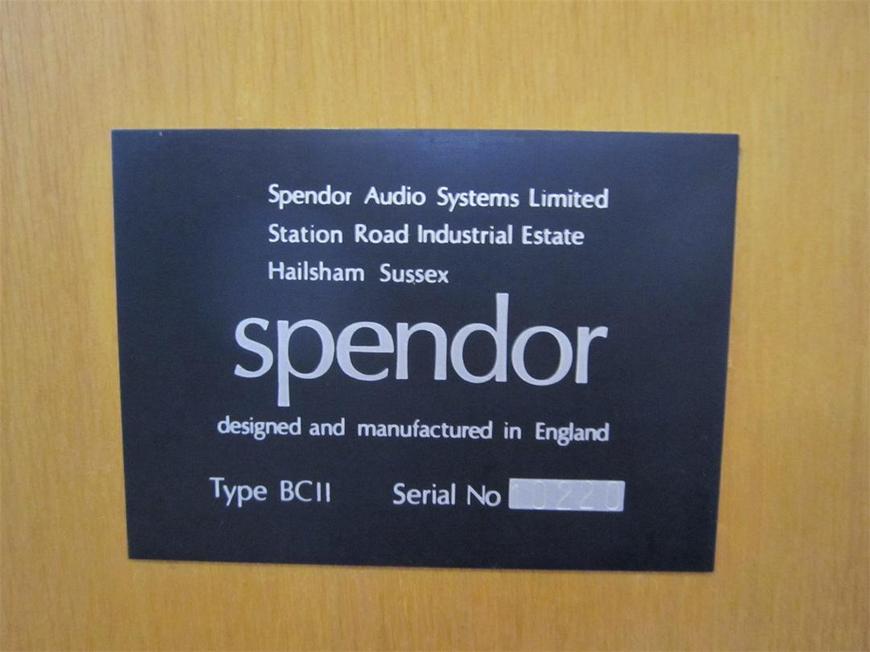 Spendor Audio Systems Limited
Station Road Industrial Estate
Hailsham Sussex
spendor
designed and manufactured in England
Type BCII Serial No 10220